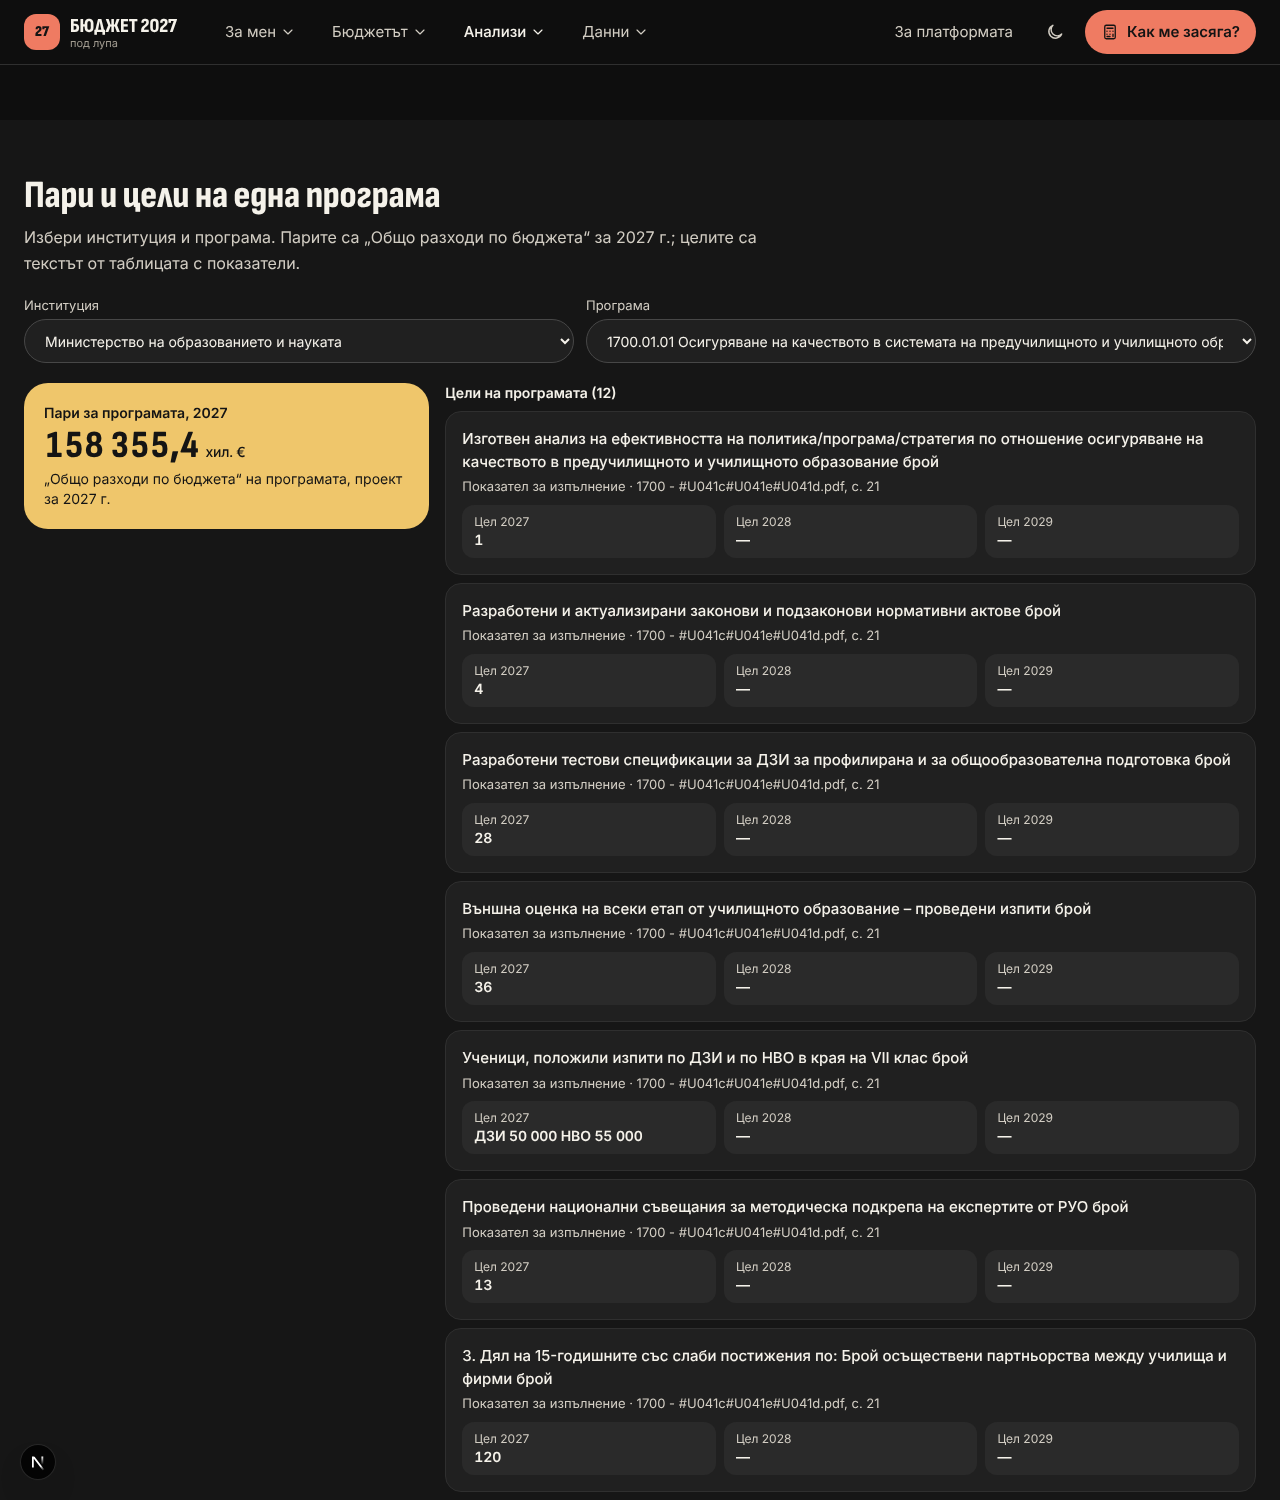 27
БЮДЖЕТ 2027
под лупа
За мен
Бюджетът
Анализи
Данни
За платформата
Как ме засяга?
Пари и цели на една програма
Избери институция и програма. Парите са „Общо разходи по бюджета“ за 2027 г.; целите са
текстът от таблицата с показатели.
Институция
Министерство на образованието и науката
Програма
1700.01.01 Осигуряване на качеството в системата на предучилищното и училищното обр
Пари за програмата, 2027
158 355,4 хил. €
„Общо разходи по бюджета“ на програмата, проект
за 2027 г.
Цели на програмата (12)
Изготвен анализ на ефективността на политика/програма/стратегия по отношение осигуряване на
качеството в предучилищното и училищното образование брой
Показател за изпълнение · 1700 - #U041c#U041e#U041d.pdf, с. 21
Цел 2027
1
Цел 2028
—
Цел 2029
—
Разработени и актуализирани законови и подзаконови нормативни актове брой
Показател за изпълнение · 1700 - #U041c#U041e#U041d.pdf, с. 21
Цел 2027
4
Цел 2028
—
Цел 2029
—
Разработени тестови спецификации за ДЗИ за профилирана и за общообразователна подготовка брой
Показател за изпълнение · 1700 - #U041c#U041e#U041d.pdf, с. 21
Цел 2027
28
Цел 2028
—
Цел 2029
—
Външна оценка на всеки етап от училищното образование – проведени изпити брой
Показател за изпълнение · 1700 - #U041c#U041e#U041d.pdf, с. 21
Цел 2027
36
Цел 2028
—
Цел 2029
—
Ученици, положили изпити по ДЗИ и по НВО в края на VII клас брой
Показател за изпълнение · 1700 - #U041c#U041e#U041d.pdf, с. 21
Цел 2027
ДЗИ 50 000 НВО 55 000
Цел 2028
—
Цел 2029
—
Проведени национални съвещания за методическа подкрепа на експертите от РУО брой
Показател за изпълнение · 1700 - #U041c#U041e#U041d.pdf, с. 21
Цел 2027
13
Цел 2028
—
Цел 2029
—
3. Дял на 15-годишните със слаби постижения по: Брой осъществени партньорства между училища и
фирми брой
Показател за изпълнение · 1700 - #U041c#U041e#U041d.pdf, с. 21
Цел 2027
120
Цел 2028
—
Цел 2029
—
N